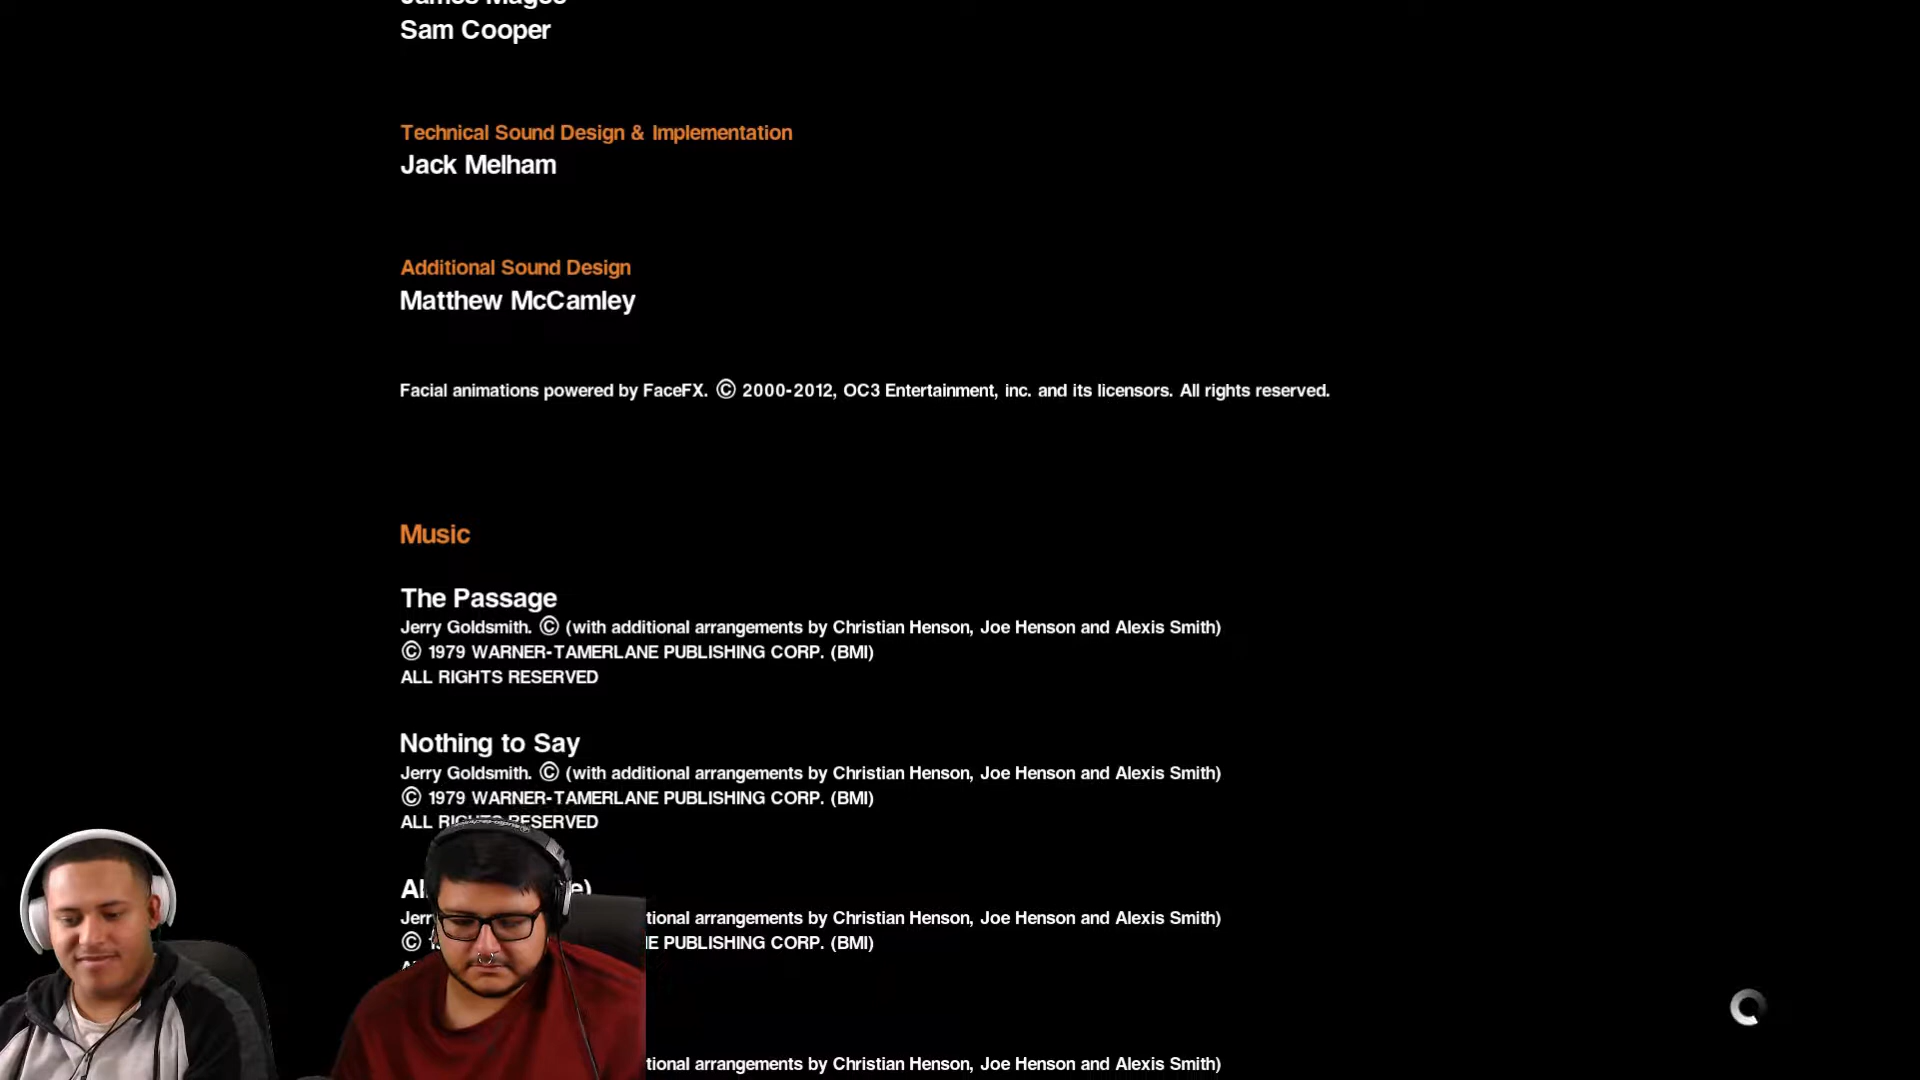 Sam Cooper
Technical Sound Design & Implementation
Jack Melham
Additional Sound Design
Matthew McCamley
Facial animations powered by FaceFX. © 2000-2012, OC3 Entertainment, inc. and its licensors. All rights reserved.
Music
The Passage
Jerry Goldsmith. © (with additional arrangements by Christian Henson, Joe Henson and Alexis Smith)
© 1979 WARNER-TAMERLANE PUBLISHING CORP. (BMI)
ALL RIGHTS RESERVED
Nothing to Say
Jerry Goldsmith. © (with additional arrangements by Christian Henson, Joe Henson and Alexis Smith)
© 1979 WARNER-TAMERLANE PUBLISHING CORP. (BMI)
ALL RIGHTS RESERVED
arrangements by Christian Henson, Joe Henson and Alexis Smith)
© PUBLISHING CORP. (BMI)
arrangements by Christian Henson, Joe Henson and Alexis Smith)